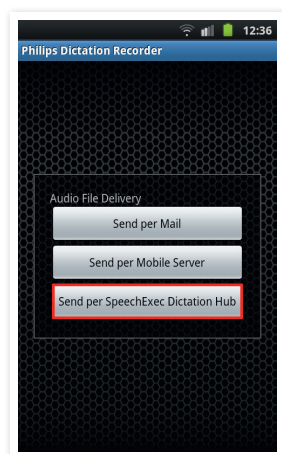 12:36
Philips Dictation Recorder
Audio File Delivery
Send per Mail
Send per Mobile Server
Send per SpeechExec Dictation Hub